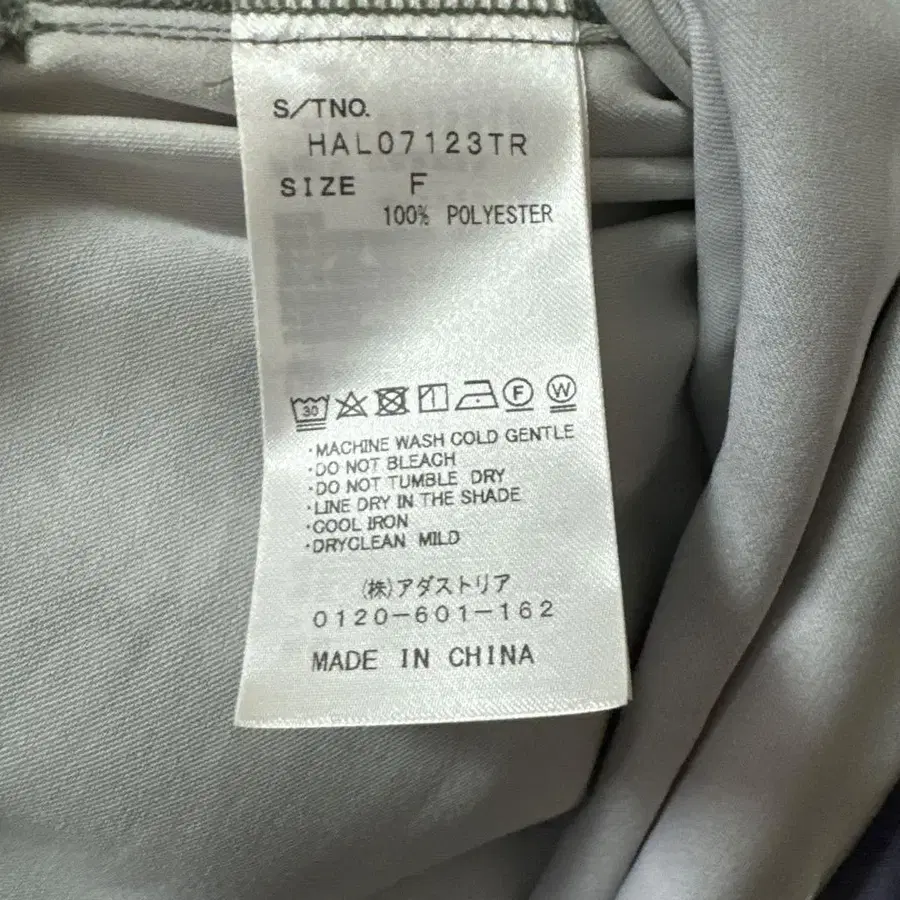 S/TNO.
HAL07123TR
SIZE F
100% POLYESTER
30 F W
・MACHINE WASH COLD GENTLE
・DO NOT BLEACH
・DO NOT TUMBLE DRY
・LINE DRY IN THE SHADE
・COOL IRON
・DRYCLEAN MILD
(株)アダストリア
0120-601-162
MADE IN CHINA